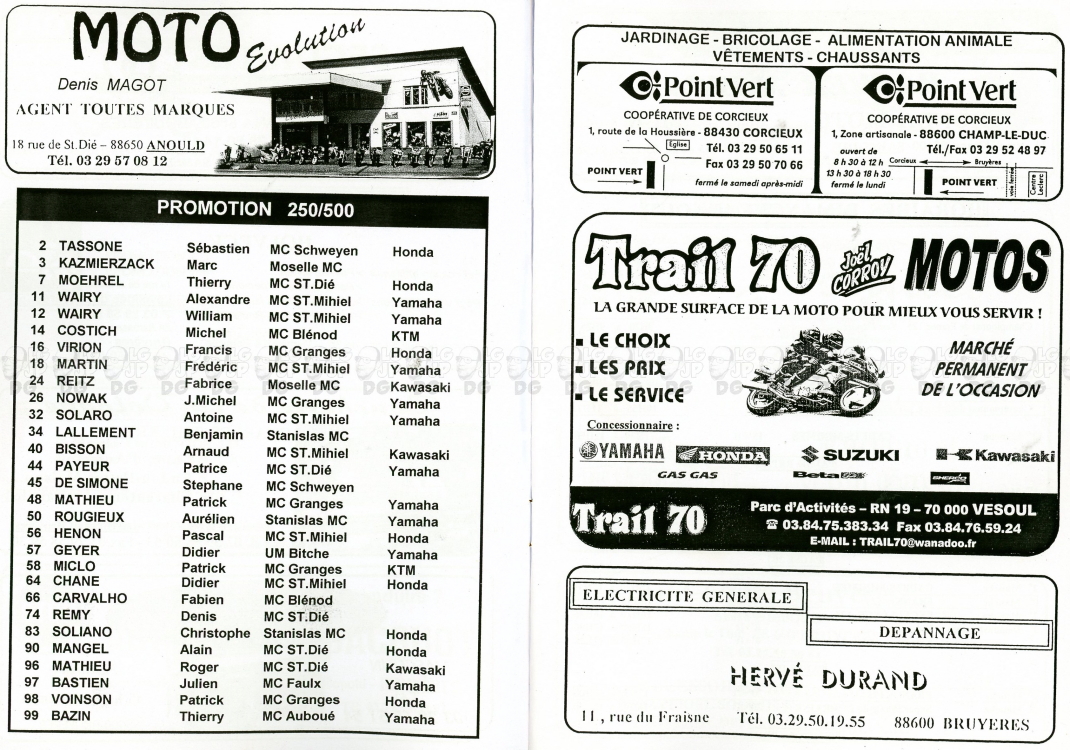 MOTO Evolution
Denis MAGOT
AGENT TOUTES MARQUES
18 rue de St.Dié – 88650 ANOULD
Tél. 03 29 57 08 12
PROMOTION 250/500
2 TASSONE Sébastien MC Schweyen Honda
3 KAZMIERZACK Marc Moselle MC
7 MOEHREL Thierry MC ST.Dié Honda
11 WAIRY Alexandre MC ST.Mihiel Yamaha
12 WAIRY William MC ST.Mihiel Yamaha
14 COSTICH Michel MC Blénod KTM
16 VIRION Francis MC Granges Honda
18 MARTIN Frédéric MC ST.Mihiel Yamaha
24 REITZ Fabrice Moselle MC Kawasaki
26 NOWAK J.Michel MC Granges Yamaha
32 SOLARO Antoine MC ST.Mihiel Yamaha
34 LALLEMENT Benjamin Stanislas MC
40 BISSON Arnaud MC ST.Mihiel Kawasaki
44 PAYEUR Patrice MC ST.Dié Yamaha
45 DE SIMONE Stephane MC Schweyen
48 MATHIEU Patrick MC Granges Yamaha
50 ROUGIEUX Aurélien Stanislas MC Yamaha
56 HENON Pascal MC ST.Mihiel Honda
57 GEYER Didier UM Bitche Yamaha
58 MICLO Patrick MC Granges KTM
64 CHANE Didier MC ST.Mihiel Honda
66 CARVALHO Fabien MC Blénod
74 REMY Denis MC ST.Dié
83 SOLIANO Christophe Stanislas MC Honda
90 MANGEL Alain MC ST.Dié Honda
96 MATHIEU Roger MC ST.Dié Kawasaki
97 BASTIEN Julien MC Faulx Yamaha
98 VOINSON Patrick MC Granges Honda
99 BAZIN Thierry MC Auboué Yamaha
JARDINAGE - BRICOLAGE - ALIMENTATION ANIMALE
VÊTEMENTS - CHAUSSANTS
Point Vert
COOPÉRATIVE DE CORCIEUX
1, route de la Houssière - 88430 CORCIEUX
Eglise
Tél. 03 29 50 65 11
Fax 03 29 50 70 66
POINT VERT
fermé le samedi après-midi
Point Vert
COOPÉRATIVE DE CORCIEUX
1, Zone artisanale - 88600 CHAMP-LE-DUC
ouvert de
8 h 30 à 12 h
13 h 30 à 18 h 30
fermé le lundi
Tél./Fax 03 29 52 48 97
Corcieux Bruyères
POINT VERT
voie ferrée
Centre Leclerc
Trail 70 Joël CORROY MOTOS
LA GRANDE SURFACE DE LA MOTO POUR MIEUX VOUS SERVIR !
LE CHOIX
LES PRIX
LE SERVICE
MARCHÉ
PERMANENT
DE L'OCCASION
Concessionnaire :
YAMAHA HONDA SUZUKI Kawasaki
GAS GAS Beta SHERCO
Trail 70
Parc d'Activités – RN 19 – 70 000 VESOUL
☎ 03.84.75.383.34 Fax 03.84.76.59.24
E-MAIL : TRAIL70@wanadoo.fr
ELECTRICITE GENERALE
DEPANNAGE
HERVÉ DURAND
11 , rue du Fraisne Tél. 03.29.50.19.55 88600 BRUYERES